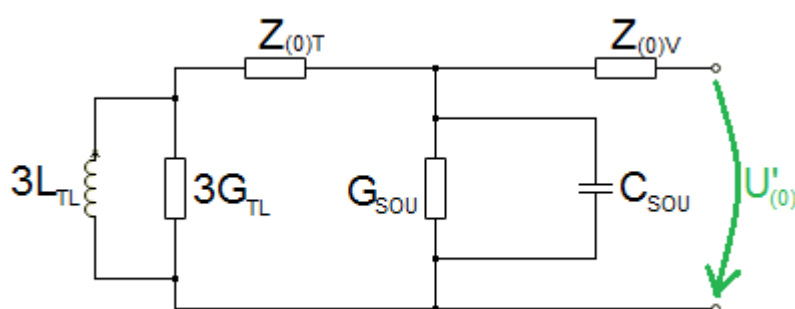 Z(0)T
Z(0)V
3LTL
3GTL
GSOU
CSOU
U'(0)